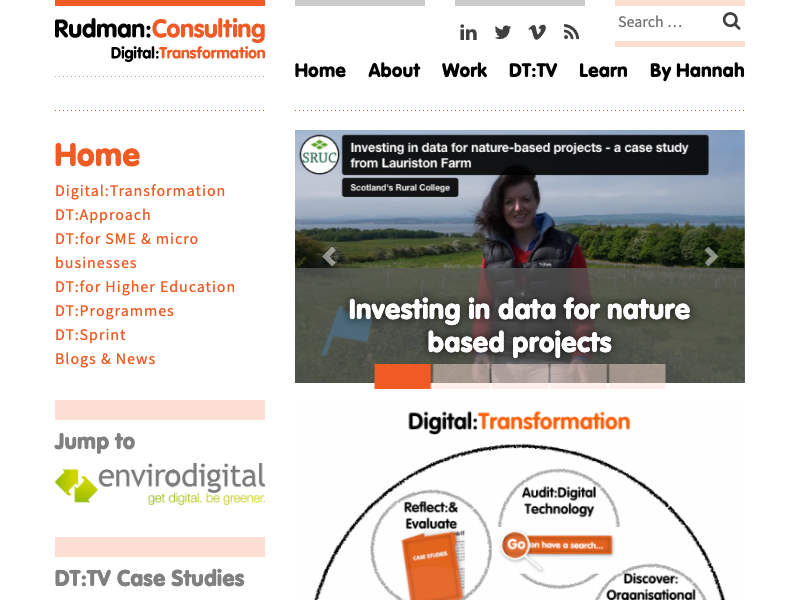 Rudman:Consulting
Digital:Transformation
Search ...
Home About Work DT:TV Learn By Hannah
Home
Digital:Transformation
DT:Approach
DT:for SME & micro
businesses
DT:for Higher Education
DT:Programmes
DT:Sprint
Blogs & News
Jump to
envirodigital
get digital. be greener.
DT:TV Case Studies
SRUC
Investing in data for nature-based projects - a case study
from Lauriston Farm
Scotland's Rural College
Investing in data for nature
based projects
Digital:Transformation
Audit:Digital
Technology
Reflect:&
Evaluate
Go on have a search...
CASE STUDIES
Discover:
Organisational